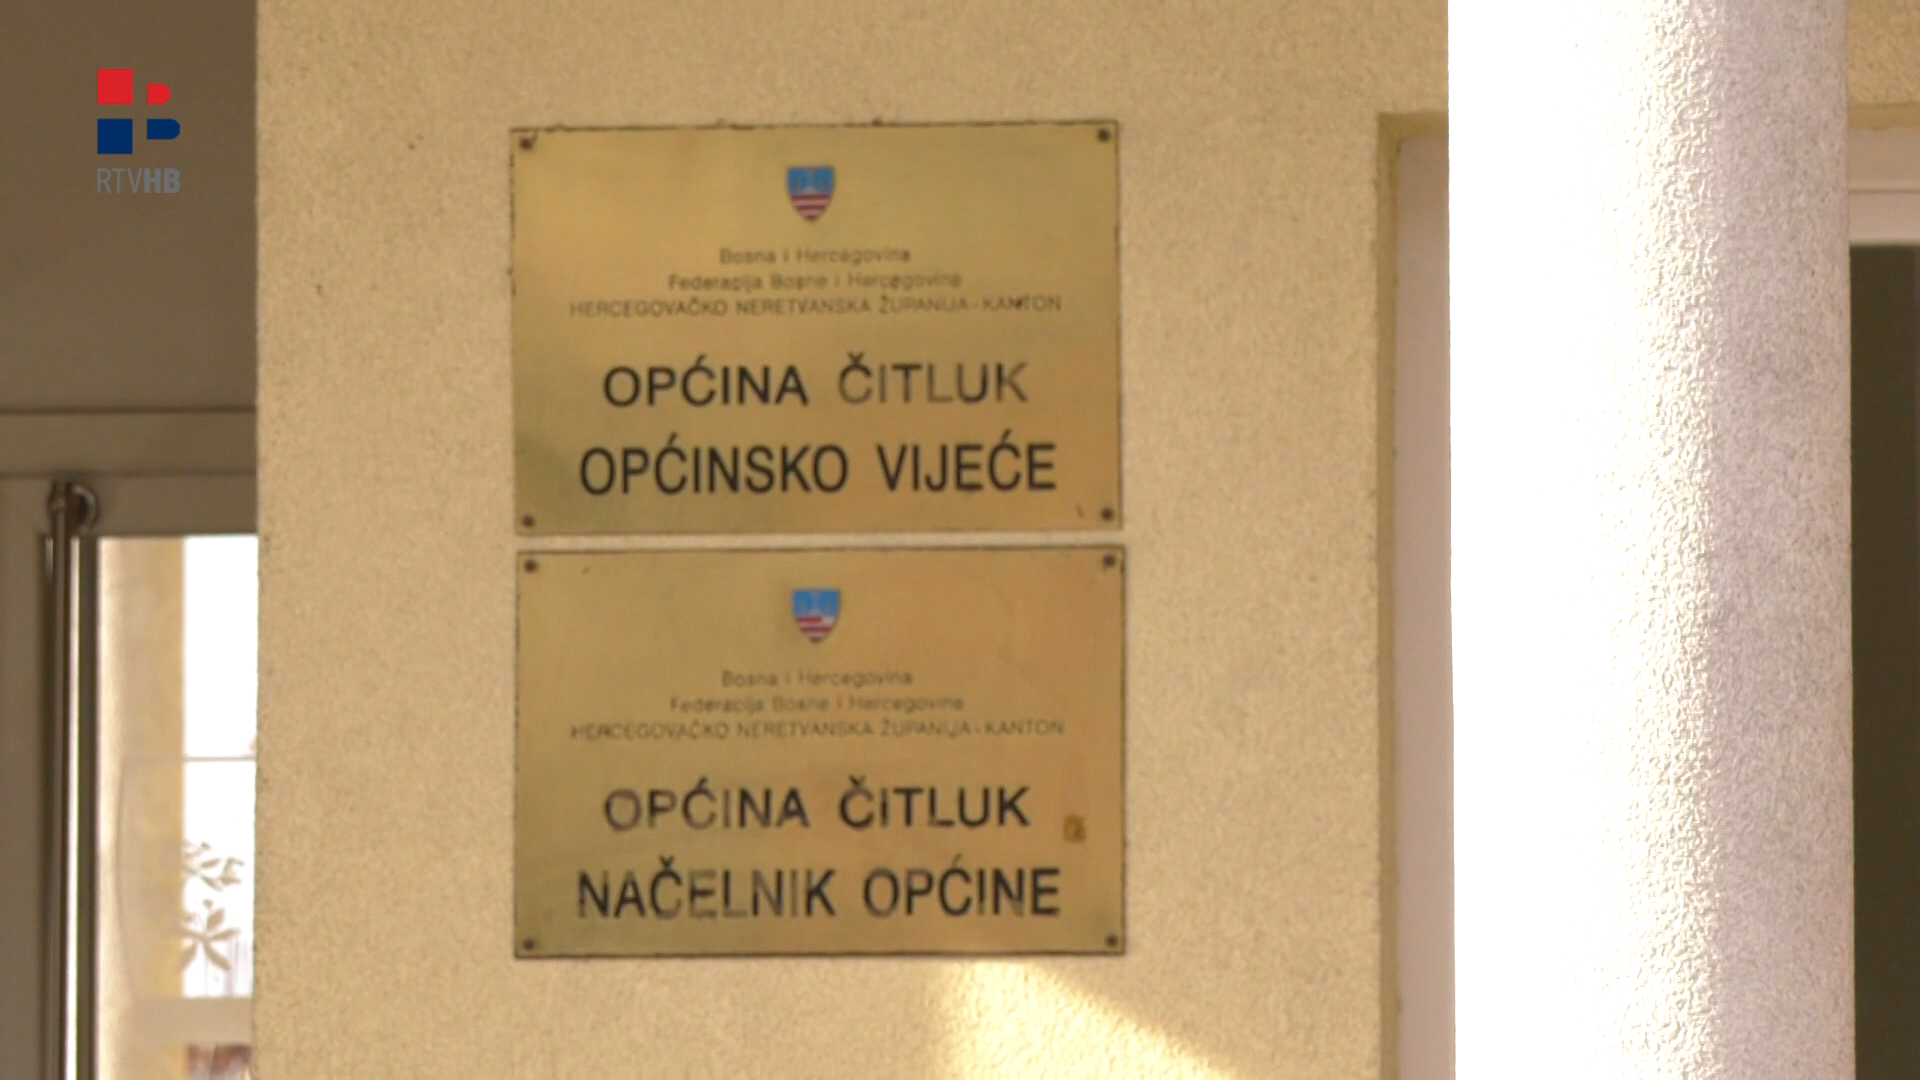 RTVHB
Bosna i Hercegovina
Federacija Bosne i Hercegovine
HERCEGOVAČKO NERETVANSKA ŽUPANIJA-KANTON
OPĆINA ČITLUK
OPĆINSKO VIJEĆE
Bosna i Hercegovina
Federacija Bosne i Hercegovine
HERCEGOVAČKO NERETVANSKA ŽUPANIJA-KANTON
OPĆINA ČITLUK
NAČELNIK OPĆINE